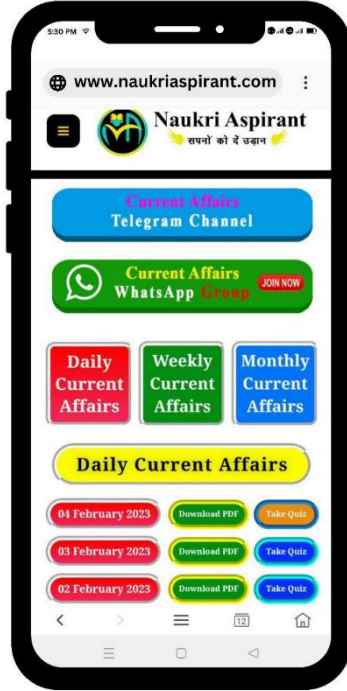 5:30 PM
www.naukriaspirant.com
Naukri Aspirant
सपनों को दें उड़ान
Current Affairs
Telegram Channel
Current Affairs
WhatsApp Group
JOIN NOW
Daily
Current
Affairs
Weekly
Current
Affairs
Monthly
Current
Affairs
Daily Current Affairs
04 February 2023 Download PDF Take Quiz
03 February 2023 Download PDF Take Quiz
02 February 2023 Download PDF Take Quiz
12